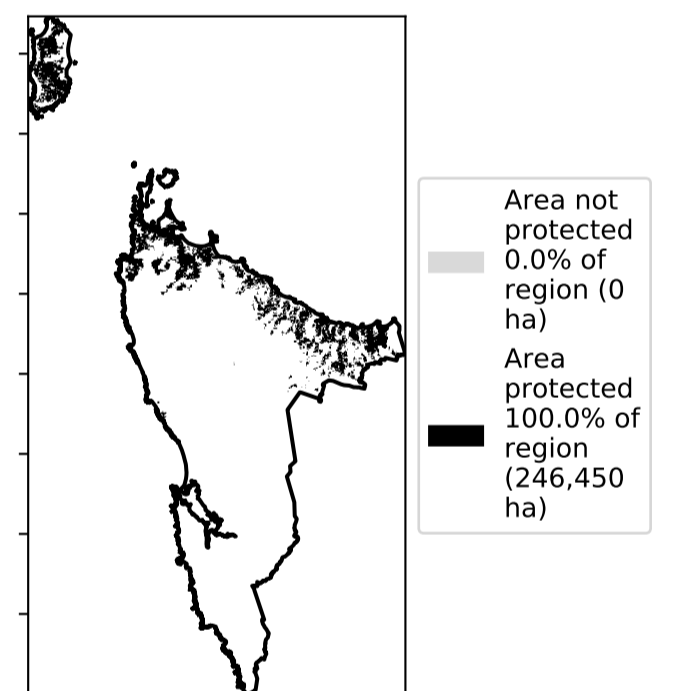 Area not
protected
0.0% of
region (0
ha)
Area
protected
100.0% of
region
(246,450
ha)